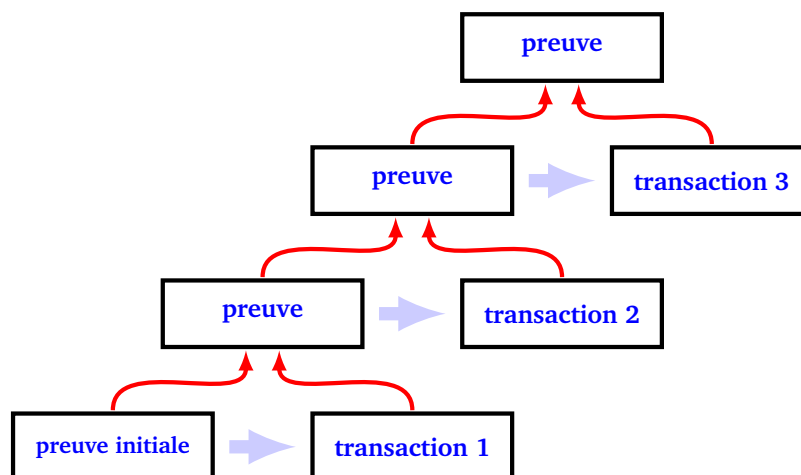 preuve
preuve
transaction 3
preuve
transaction 2
preuve initiale
transaction 1